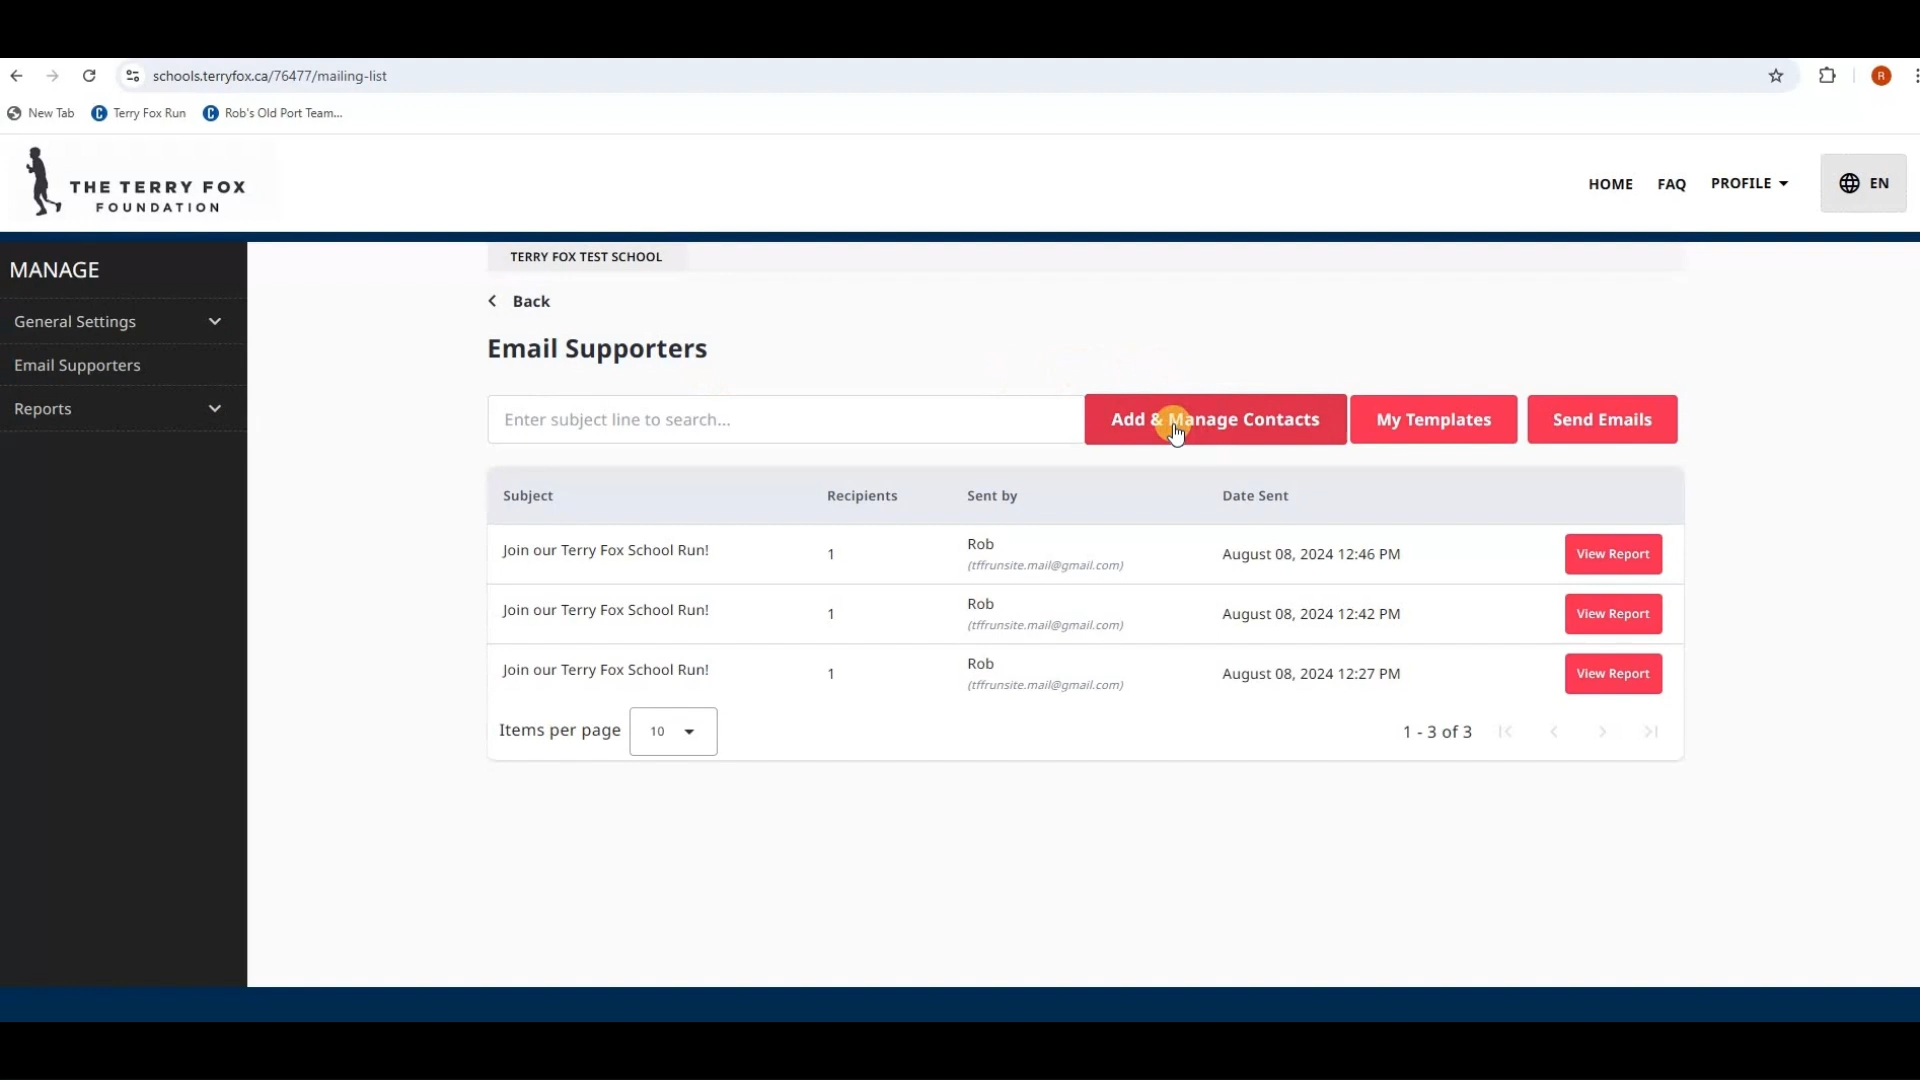 schools.terryfox.ca/76477/mailing-list
R
New Tab
Terry Fox Run
Rob's Old Port Team...
THE TERRY FOX
FOUNDATION
HOME
FAQ
PROFILE
EN
MANAGE
General Settings
Email Supporters
Reports
TERRY FOX TEST SCHOOL
Back
Email Supporters
Enter subject line to search...
Add & Manage Contacts
My Templates
Send Emails
Subject Recipients Sent by Date Sent
Join our Terry Fox School Run! 1 Rob August 08, 2024 12:46 PM View Report
(tffrunsite.mail@gmail.com)
Join our Terry Fox School Run! 1 Rob August 08, 2024 12:42 PM View Report
(tffrunsite.mail@gmail.com)
Join our Terry Fox School Run! 1 Rob August 08, 2024 12:27 PM View Report
(tffrunsite.mail@gmail.com)
Items per page 10 1 - 3 of 3